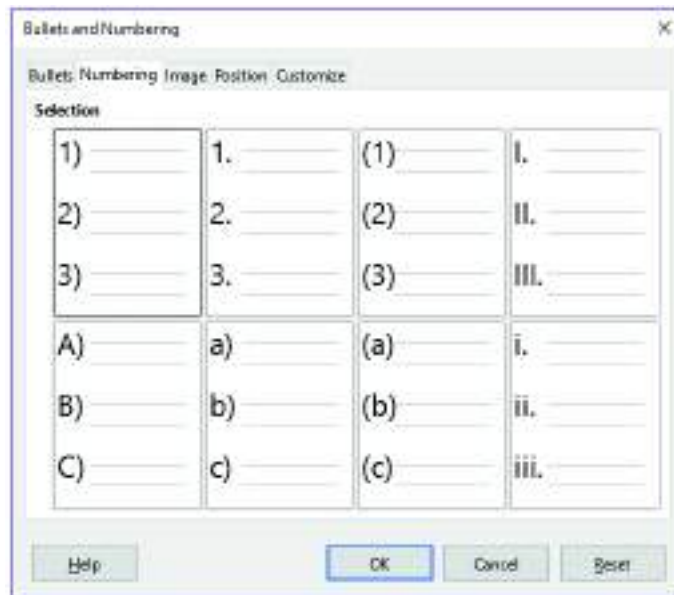 Bullets and Numbering
Bullets Numbering Image Position Customize
Selection
1) 1. (1) I.
2) 2. (2) II.
3) 3. (3) III.
A) a) (a) i.
B) b) (b) ii.
C) c) (c) iii.
Help OK Cancel Reset